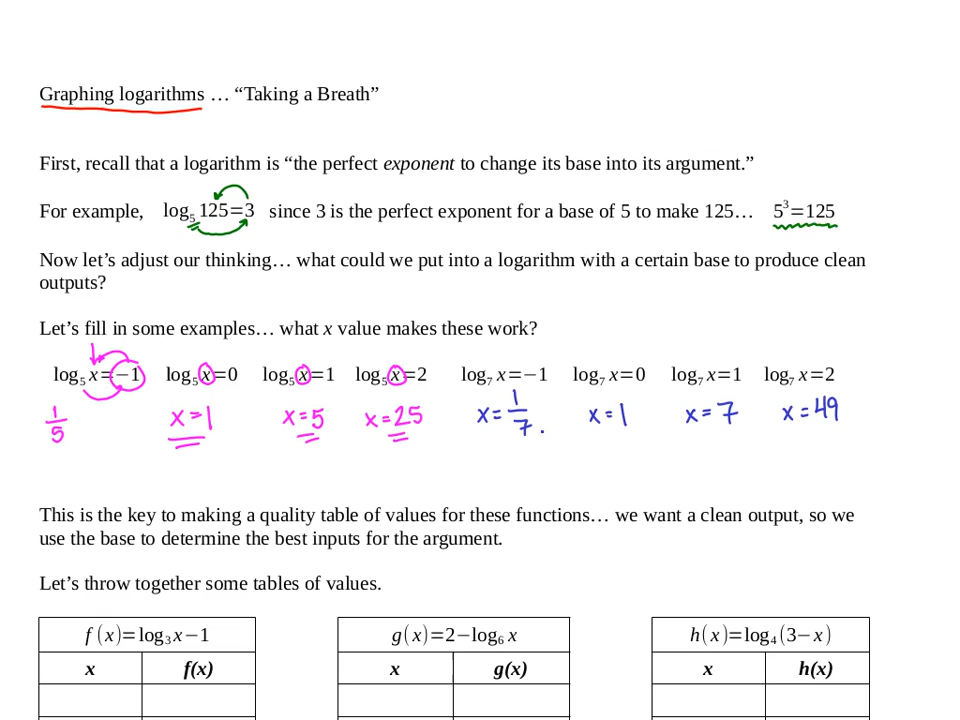 Graphing logarithms … “Taking a Breath”
First, recall that a logarithm is “the perfect exponent to change its base into its argument.”
For example, log₅ 125=3 since 3 is the perfect exponent for a base of 5 to make 125… 5³=125
Now let’s adjust our thinking… what could we put into a logarithm with a certain base to produce clean
outputs?
Let’s fill in some examples… what x value makes these work?
log₅ x=−1 log₅ x=0 log₅ x=1 log₅ x=2 log₇ x=−1 log₇ x=0 log₇ x=1 log₇ x=2
1/5 x=1 x=5 x=25 x=1/7. x=1 x=7 x=49
This is the key to making a quality table of values for these functions… we want a clean output, so we
use the base to determine the best inputs for the argument.
Let’s throw together some tables of values.
f(x)=log₃ x−1 g(x)=2−log₆ x h(x)=log₄(3−x)
x f(x) x g(x) x h(x)